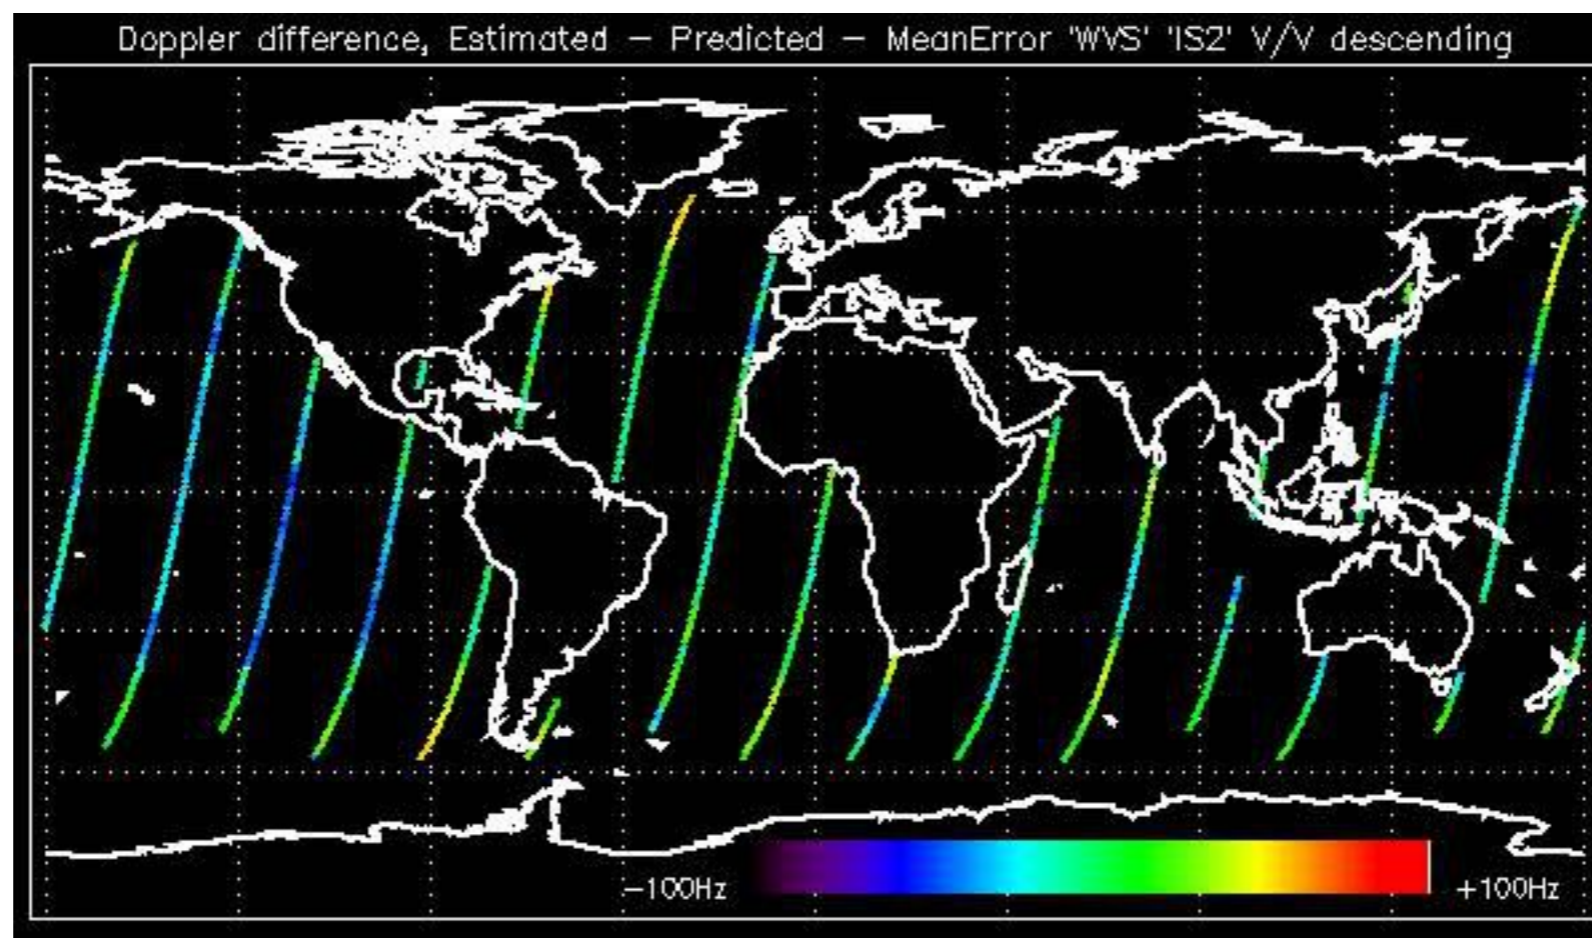 Doppler difference, Estimated – Predicted – MeanError 'WVS' 'IS2' V/V descending
-100Hz +100Hz